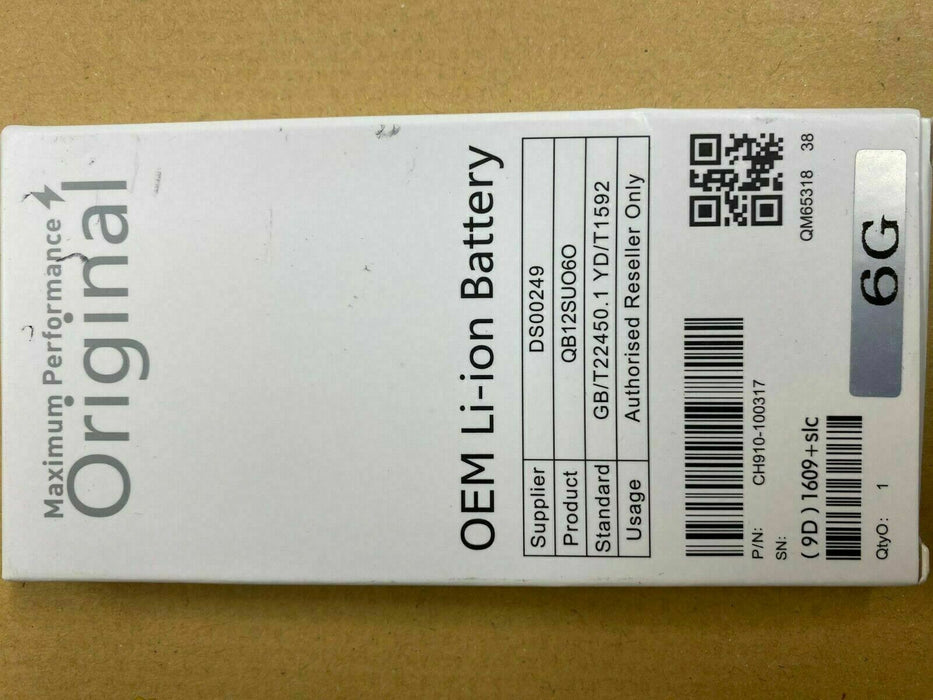 Maximum Performance
Original
OEM Li-ion Battery
Supplier DS00249
Product QB12SUO6O
Standard GB/T22450.1 YD/T1592
Usage Authorised Reseller Only
QM65318 38
P/N: CH910-100317
SN:
(9D)1609+slc
QtyO: 1
6G